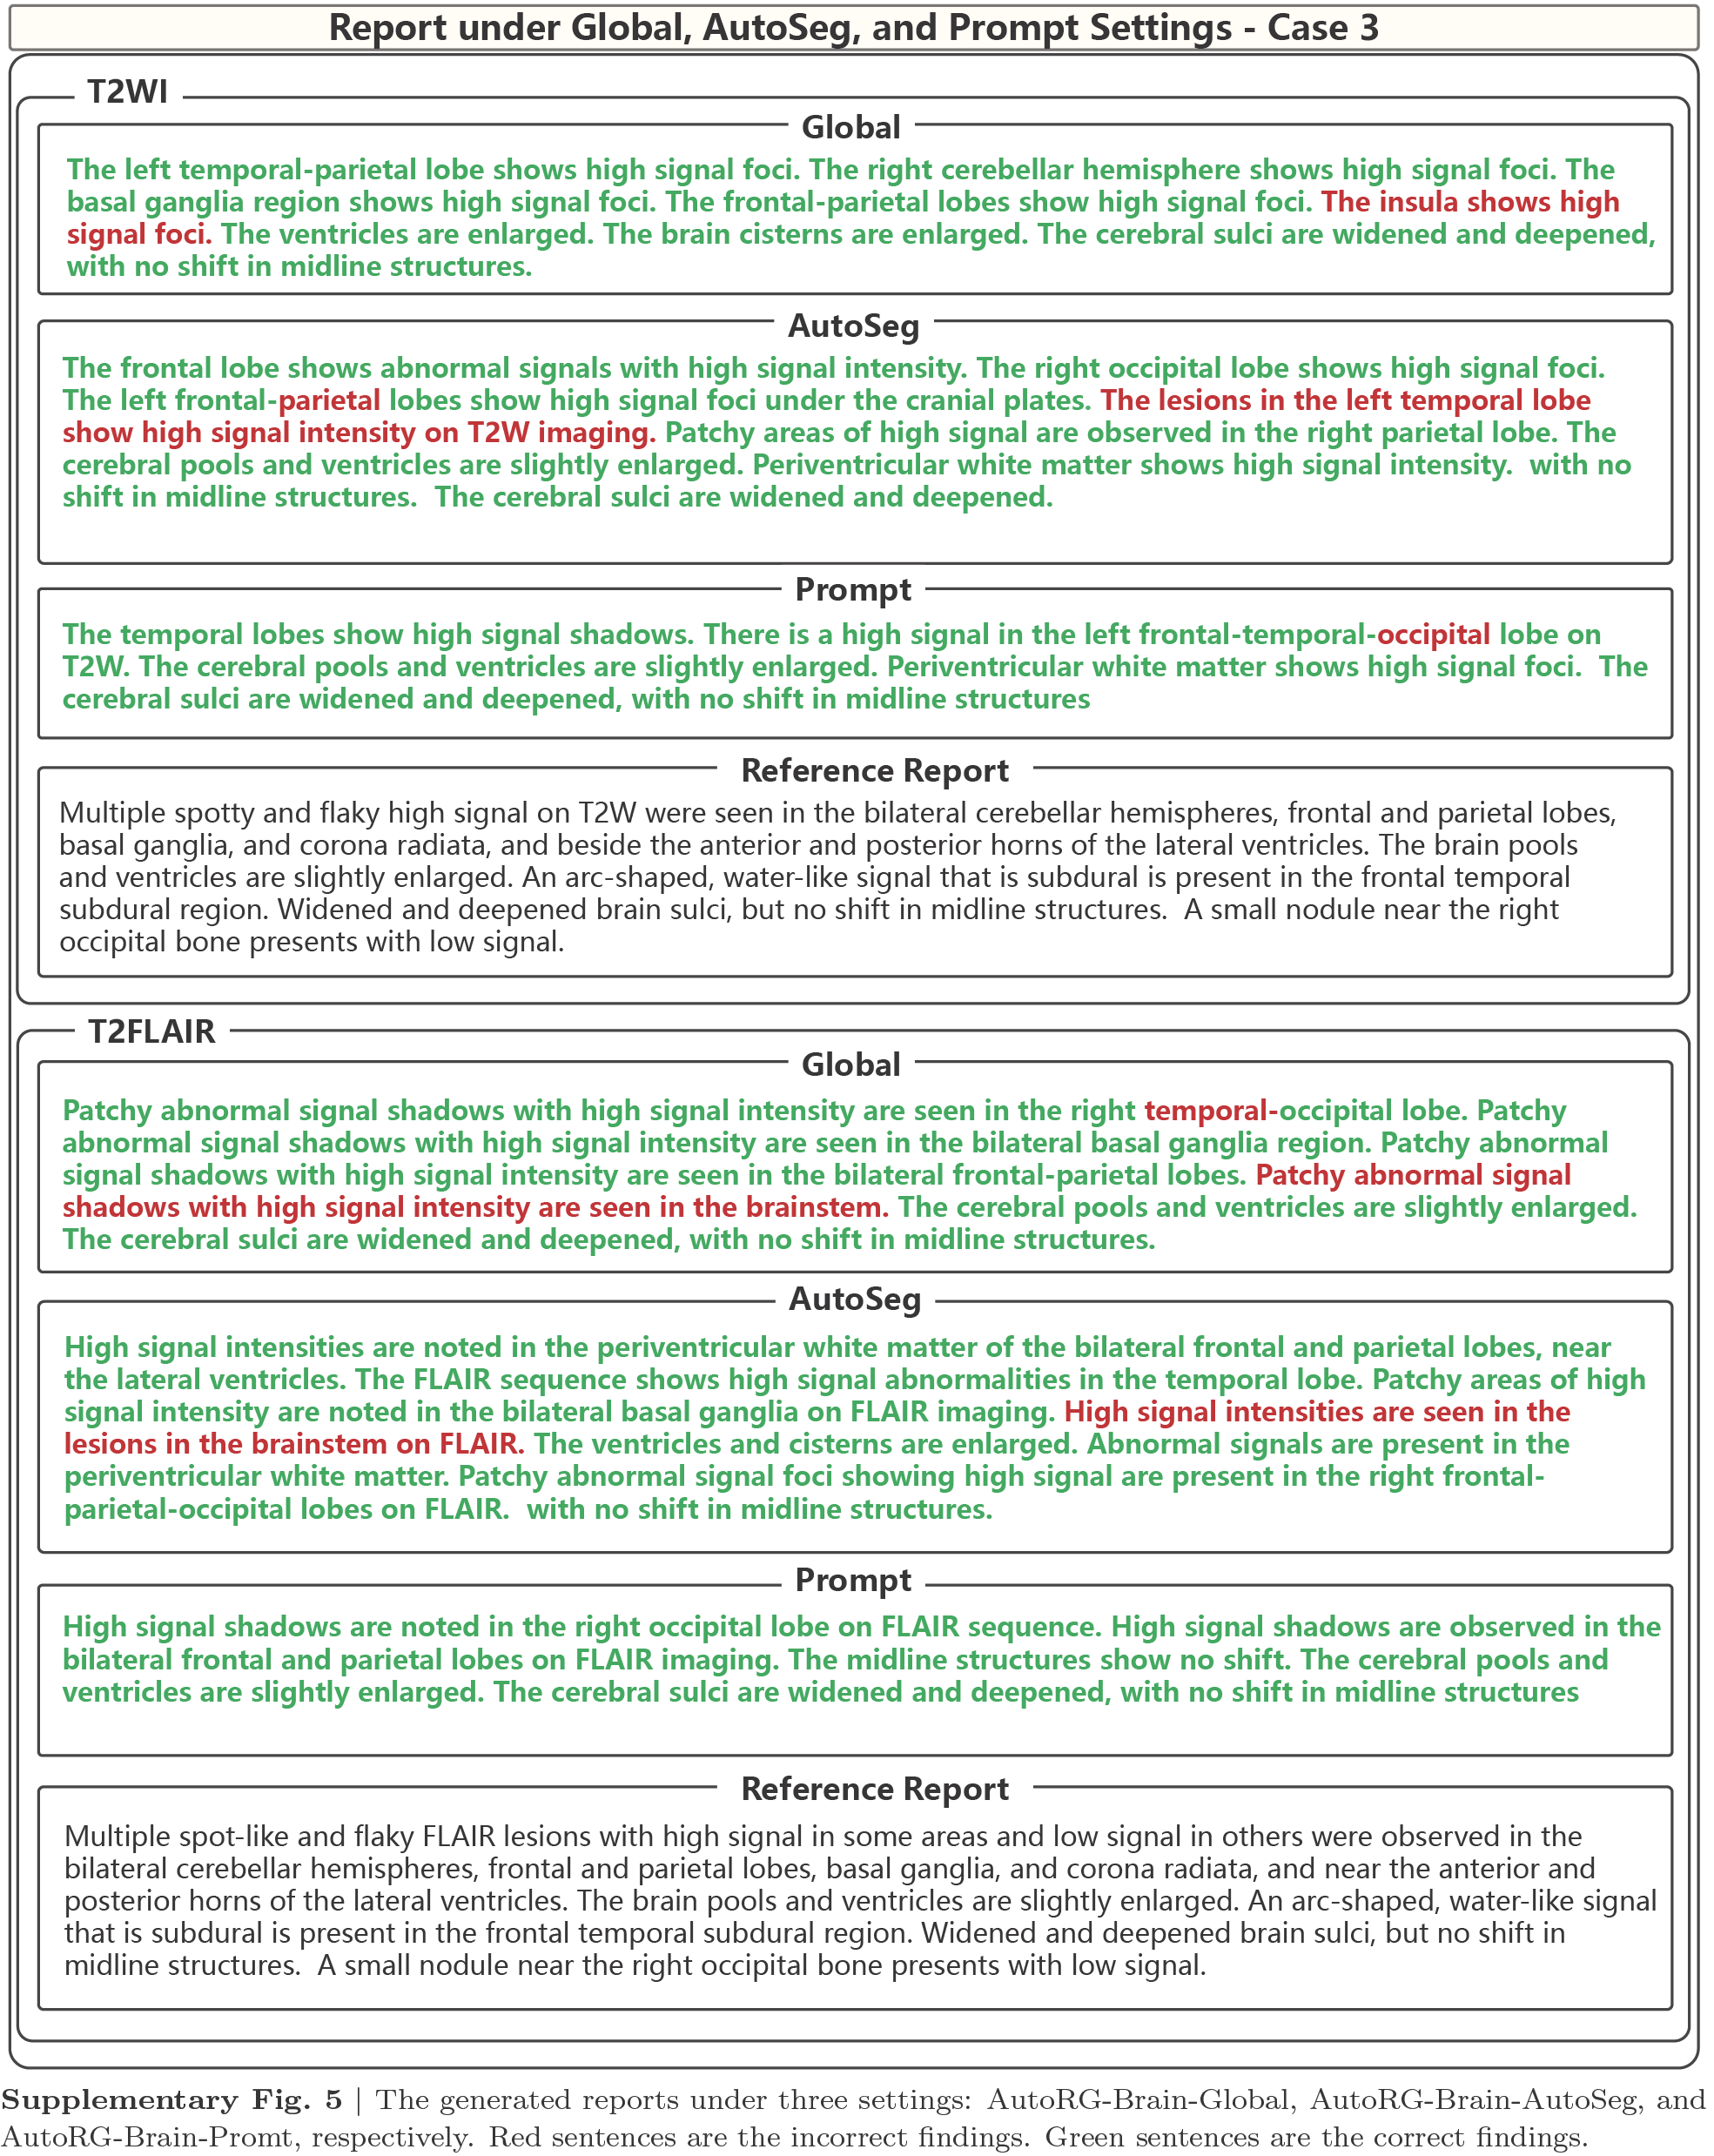 Report under Global, AutoSeg, and Prompt Settings - Case 3
T2WI
Global
The left temporal-parietal lobe shows high signal foci. The right cerebellar hemisphere shows high signal foci. The
basal ganglia region shows high signal foci. The frontal-parietal lobes show high signal foci. The insula shows high
signal foci. The ventricles are enlarged. The brain cisterns are enlarged. The cerebral sulci are widened and deepened,
with no shift in midline structures.
AutoSeg
The frontal lobe shows abnormal signals with high signal intensity. The right occipital lobe shows high signal foci.
The left frontal-parietal lobes show high signal foci under the cranial plates. The lesions in the left temporal lobe
show high signal intensity on T2W imaging. Patchy areas of high signal are observed in the right parietal lobe. The
cerebral pools and ventricles are slightly enlarged. Periventricular white matter shows high signal intensity.  with no
shift in midline structures.  The cerebral sulci are widened and deepened.
Prompt
The temporal lobes show high signal shadows. There is a high signal in the left frontal-temporal-occipital lobe on
T2W. The cerebral pools and ventricles are slightly enlarged. Periventricular white matter shows high signal foci.  The
cerebral sulci are widened and deepened, with no shift in midline structures
Reference Report
Multiple spotty and flaky high signal on T2W were seen in the bilateral cerebellar hemispheres, frontal and parietal lobes,
basal ganglia, and corona radiata, and beside the anterior and posterior horns of the lateral ventricles. The brain pools
and ventricles are slightly enlarged. An arc-shaped, water-like signal that is subdural is present in the frontal temporal
subdural region. Widened and deepened brain sulci, but no shift in midline structures.  A small nodule near the right
occipital bone presents with low signal.
T2FLAIR
Global
Patchy abnormal signal shadows with high signal intensity are seen in the right temporal-occipital lobe. Patchy
abnormal signal shadows with high signal intensity are seen in the bilateral basal ganglia region. Patchy abnormal
signal shadows with high signal intensity are seen in the bilateral frontal-parietal lobes. Patchy abnormal signal
shadows with high signal intensity are seen in the brainstem. The cerebral pools and ventricles are slightly enlarged.
The cerebral sulci are widened and deepened, with no shift in midline structures.
AutoSeg
High signal intensities are noted in the periventricular white matter of the bilateral frontal and parietal lobes, near
the lateral ventricles. The FLAIR sequence shows high signal abnormalities in the temporal lobe. Patchy areas of high
signal intensity are noted in the bilateral basal ganglia on FLAIR imaging. High signal intensities are seen in the
lesions in the brainstem on FLAIR. The ventricles and cisterns are enlarged. Abnormal signals are present in the
periventricular white matter. Patchy abnormal signal foci showing high signal are present in the right frontal-
parietal-occipital lobes on FLAIR.  with no shift in midline structures.
Prompt
High signal shadows are noted in the right occipital lobe on FLAIR sequence. High signal shadows are observed in the
bilateral frontal and parietal lobes on FLAIR imaging. The midline structures show no shift. The cerebral pools and
ventricles are slightly enlarged. The cerebral sulci are widened and deepened, with no shift in midline structures
Reference Report
Multiple spot-like and flaky FLAIR lesions with high signal in some areas and low signal in others were observed in the
bilateral cerebellar hemispheres, frontal and parietal lobes, basal ganglia, and corona radiata, and near the anterior and
posterior horns of the lateral ventricles. The brain pools and ventricles are slightly enlarged. An arc-shaped, water-like signal
that is subdural is present in the frontal temporal subdural region. Widened and deepened brain sulci, but no shift in
midline structures.  A small nodule near the right occipital bone presents with low signal.
Supplementary Fig. 5 | The generated reports under three settings: AutoRG-Brain-Global, AutoRG-Brain-AutoSeg, and
AutoRG-Brain-Promt, respectively. Red sentences are the incorrect findings. Green sentences are the correct findings.